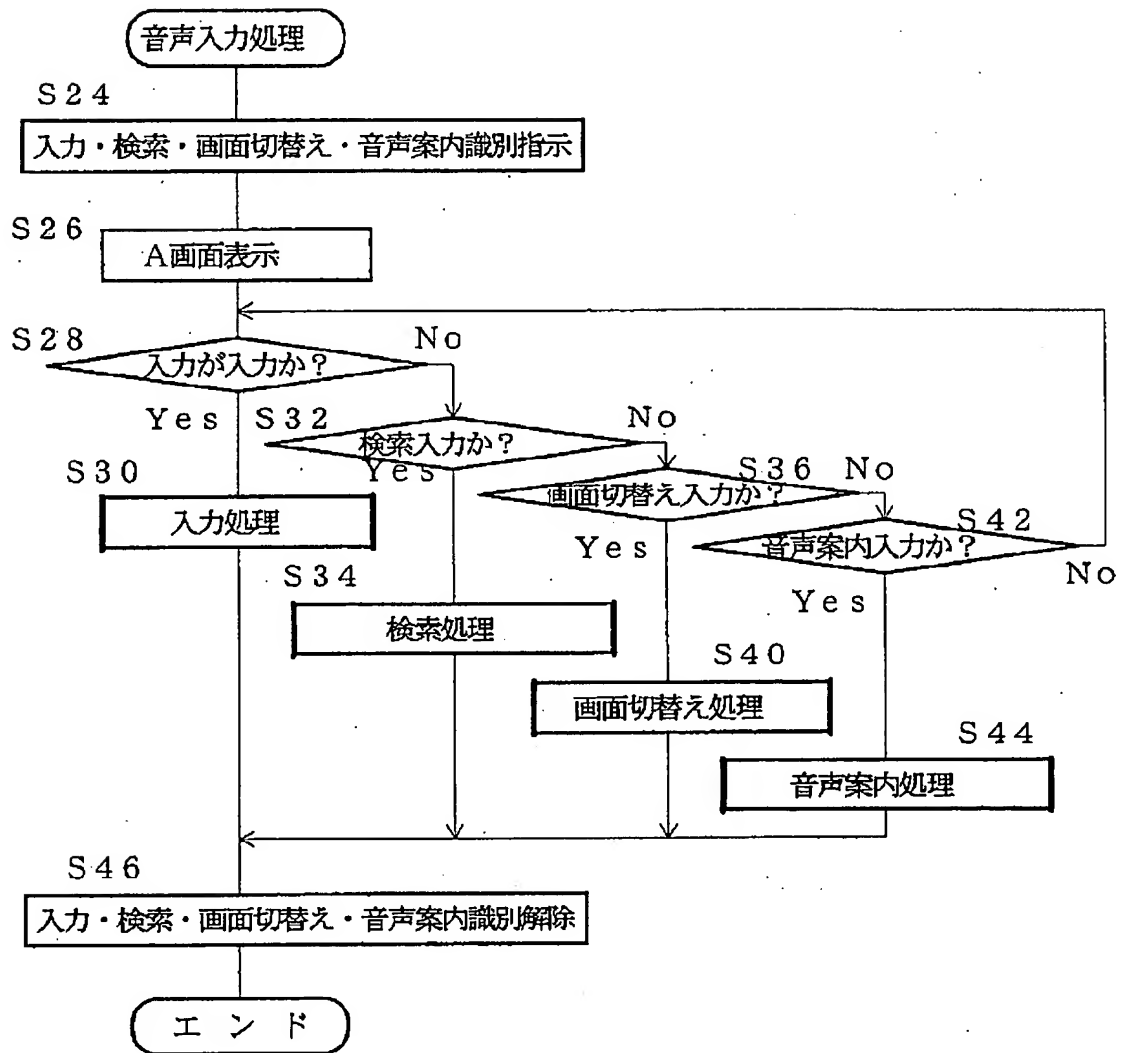 音声入力処理
S24
入力・検索・画面切替え・音声案内識別指示
S26
A画面表示
S28
入力が入力か?
No
Yes
S30
入力処理
S32
検索入力か?
No
Yes
S34
検索処理
S36
画面切替え入力か?
No
Yes
S40
画面切替え処理
S42
音声案内入力か?
No
Yes
S44
音声案内処理
S46
入力・検索・画面切替え・音声案内識別解除
エンド